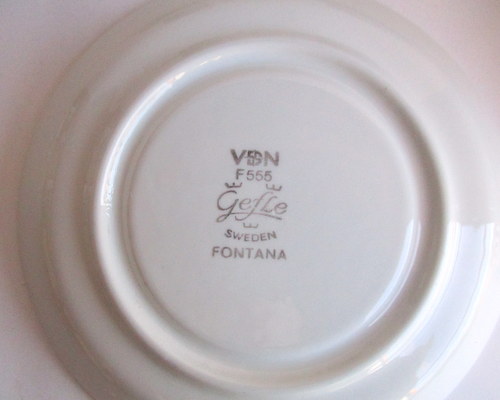 VDN
F555
Gefle
SWEDEN
FONTANA